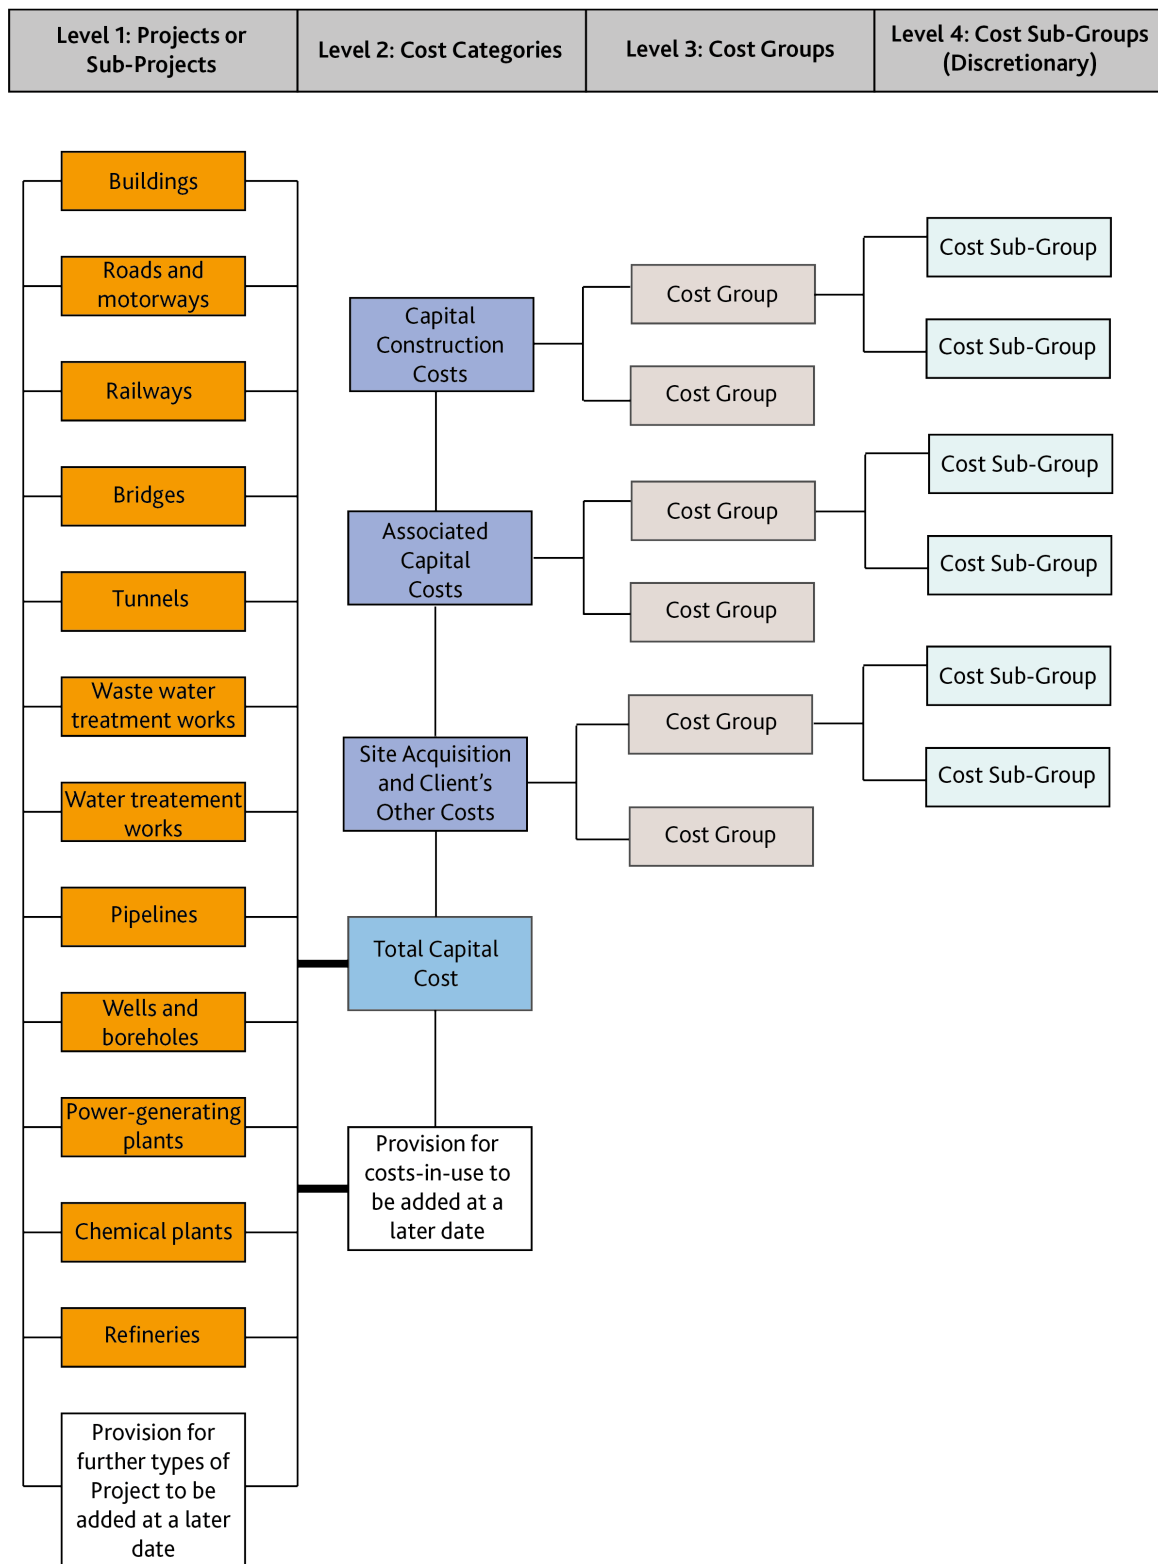 Level 1: Projects or
Sub-Projects
Level 2: Cost Categories
Level 3: Cost Groups
Level 4: Cost Sub-Groups
(Discretionary)
Buildings
Roads and
motorways
Railways
Bridges
Tunnels
Waste water
treatment works
Water treatement
works
Pipelines
Wells and
boreholes
Power-generating
plants
Chemical plants
Refineries
Provision for
further types of
Project to be
added at a later
date
Capital
Construction
Costs
Associated
Capital
Costs
Site Acquisition
and Client’s
Other Costs
Total Capital
Cost
Provision for
costs-in-use to
be added at a
later date
Cost Group
Cost Group
Cost Group
Cost Group
Cost Group
Cost Group
Cost Sub-Group
Cost Sub-Group
Cost Sub-Group
Cost Sub-Group
Cost Sub-Group
Cost Sub-Group